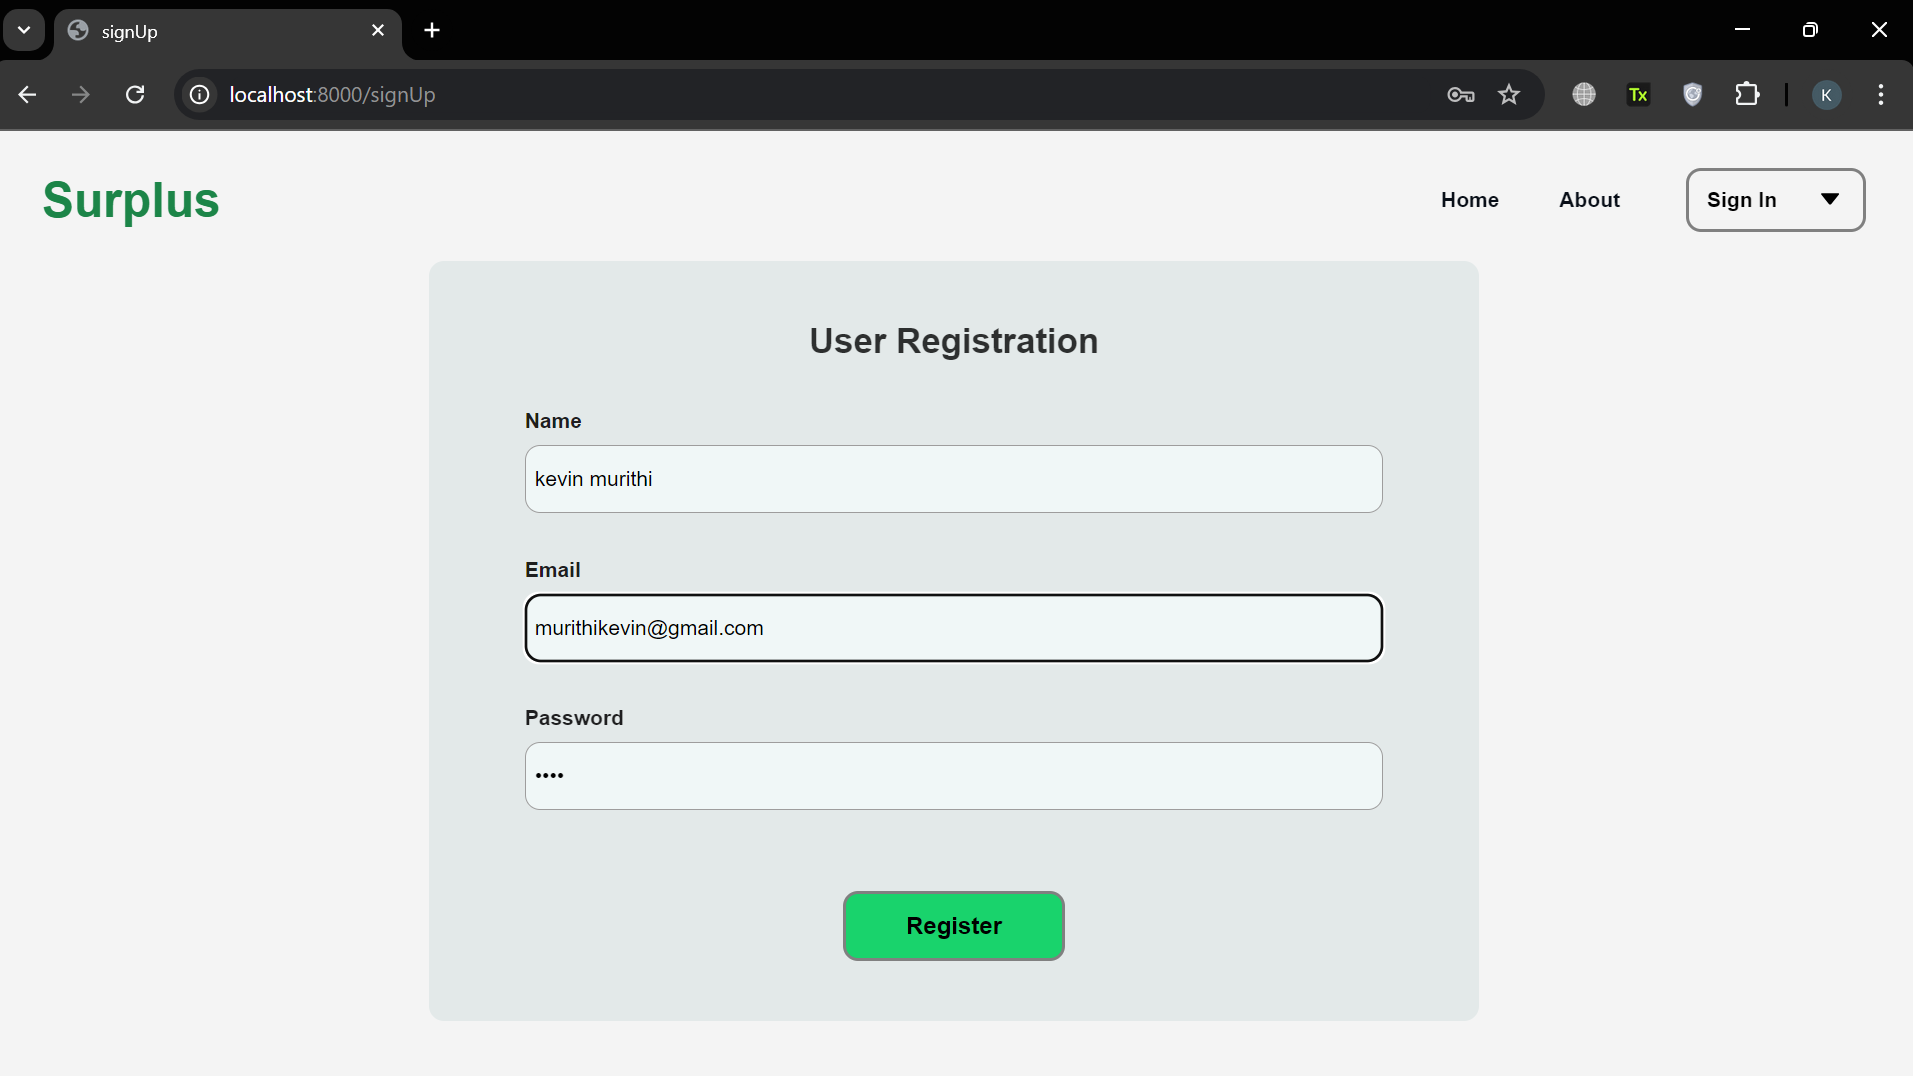 signUp
localhost:8000/signUp
Tx
K
Surplus
Home
About
Sign In
User Registration
Name
kevin murithi
Email
murithikevin@gmail.com
Password
••••
Register